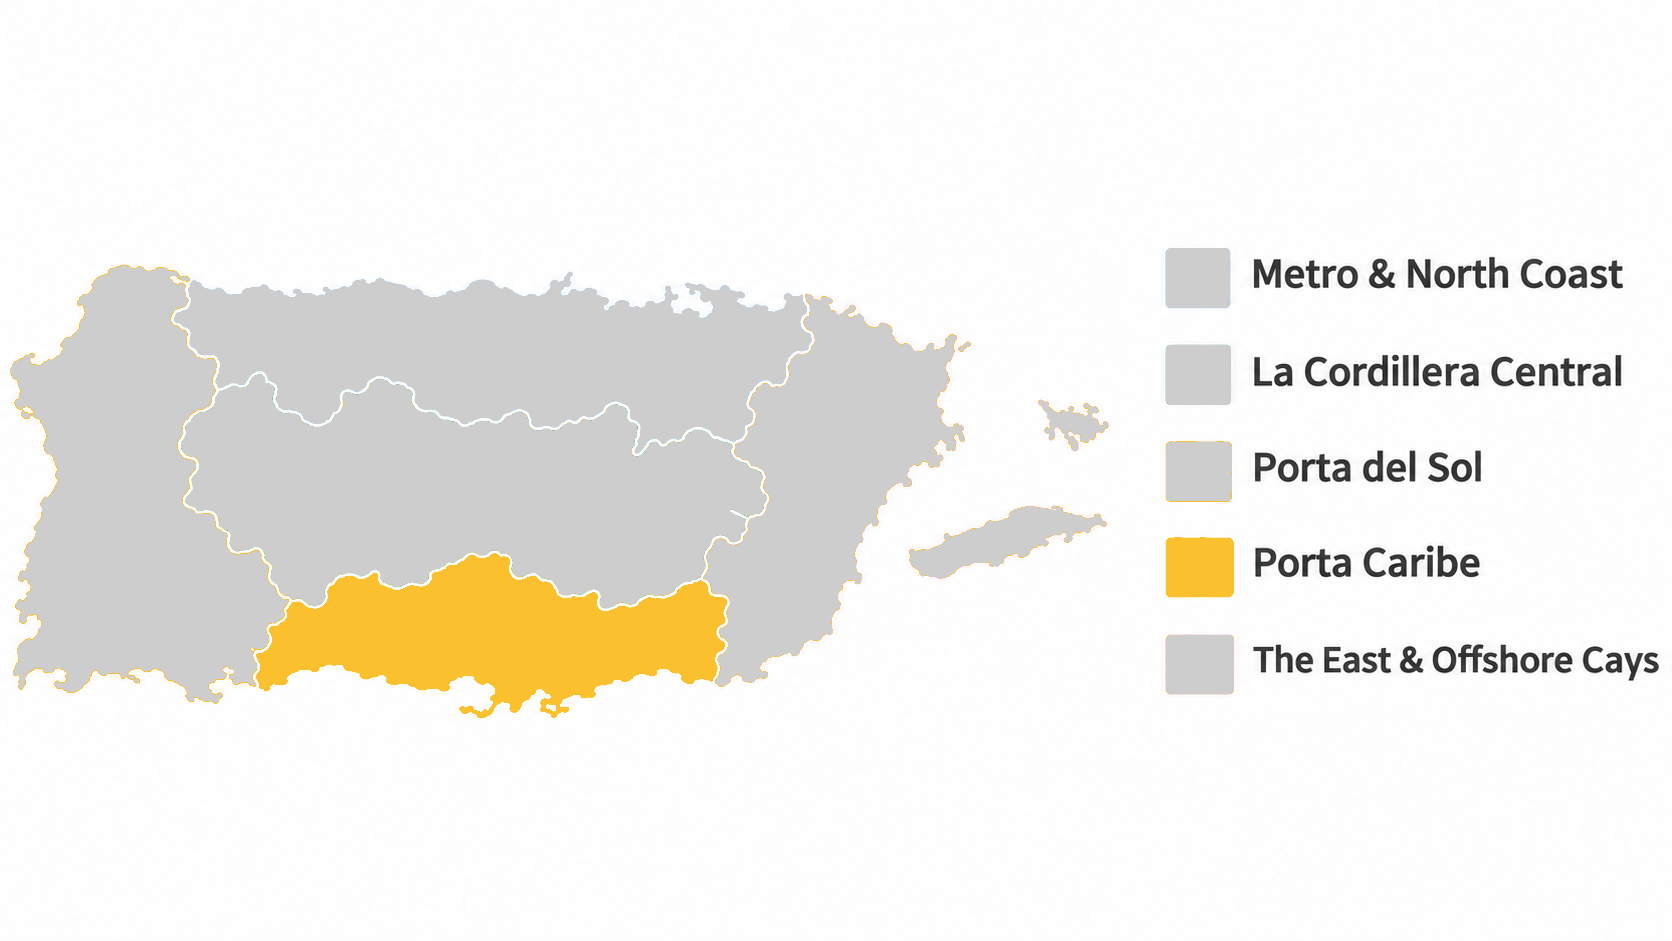 Metro & North Coast
La Cordillera Central
Porta del Sol
Porta Caribe
The East & Offshore Cays